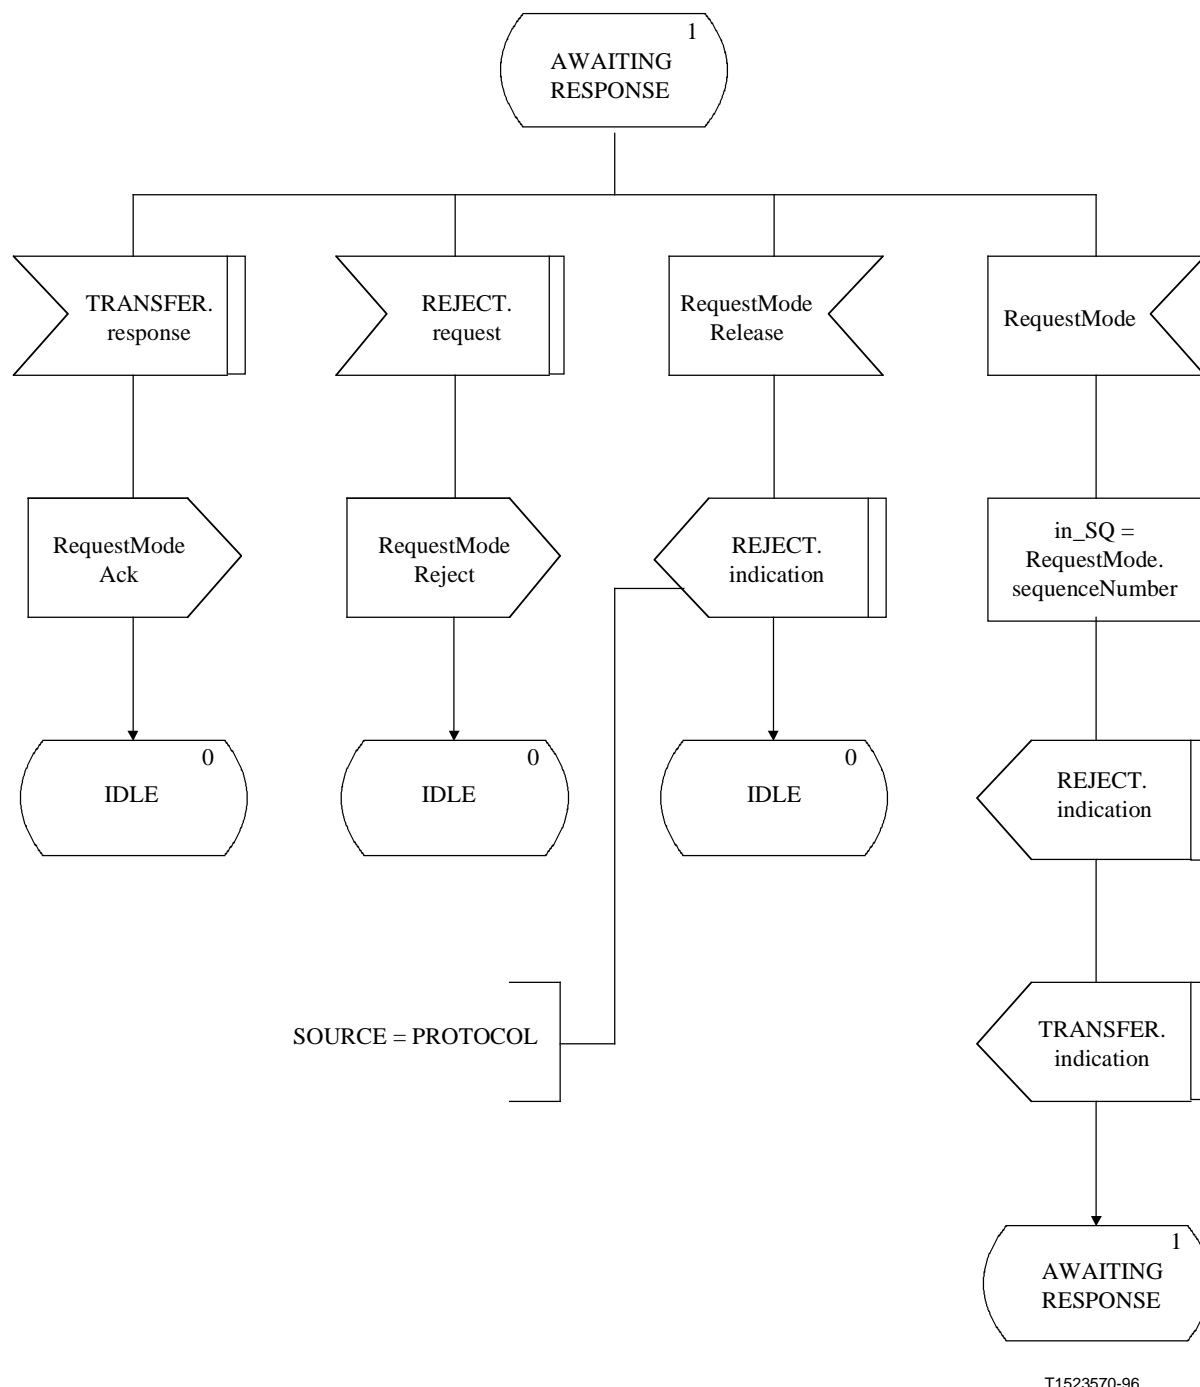 1
AWAITING
RESPONSE
TRANSFER.
response
REJECT.
request
RequestMode
Release
RequestMode
RequestMode
Ack
RequestMode
Reject
REJECT.
indication
in_SQ =
RequestMode.
sequenceNumber
0
IDLE
0
IDLE
0
IDLE
REJECT.
indication
SOURCE = PROTOCOL
TRANSFER.
indication
1
AWAITING
RESPONSE
T1523570-96